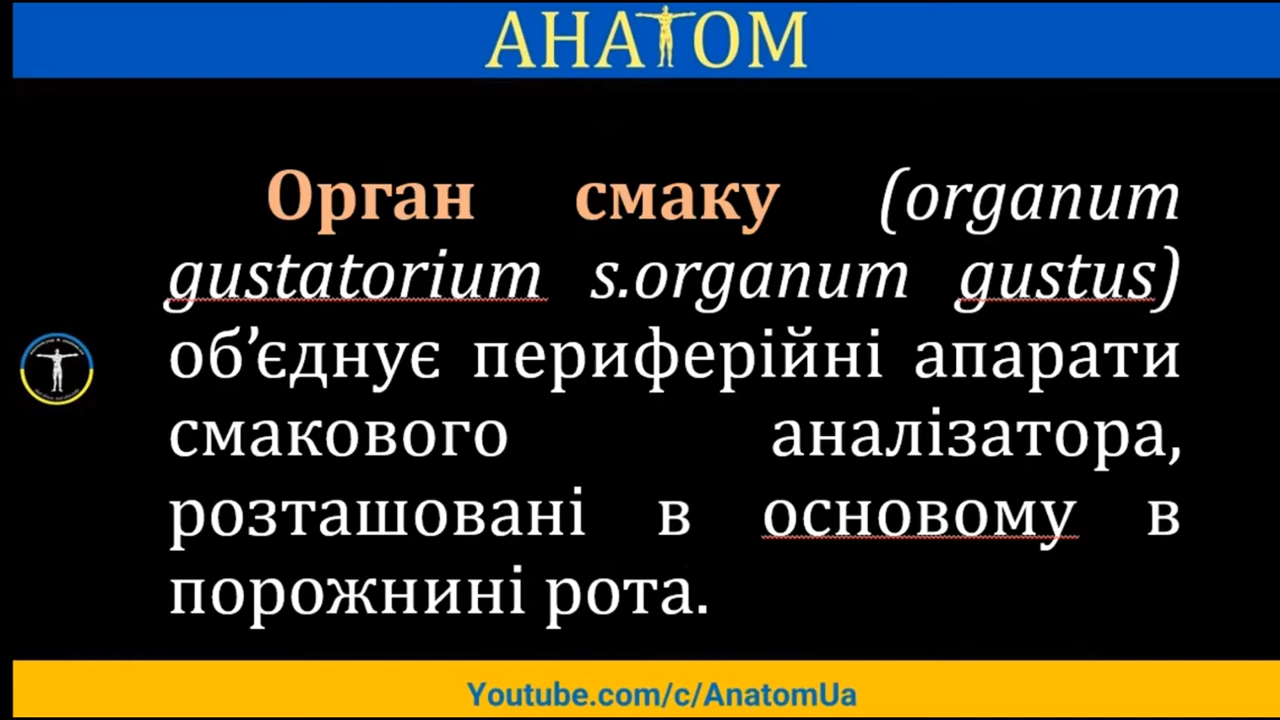 АНАТОМ
Орган смаку (organum
gustatorium s.organum gustus)
об’єднує периферійні апарати
смакового аналізатора,
розташовані в основому в
порожнині рота.
Youtube.com/c/AnatomUa